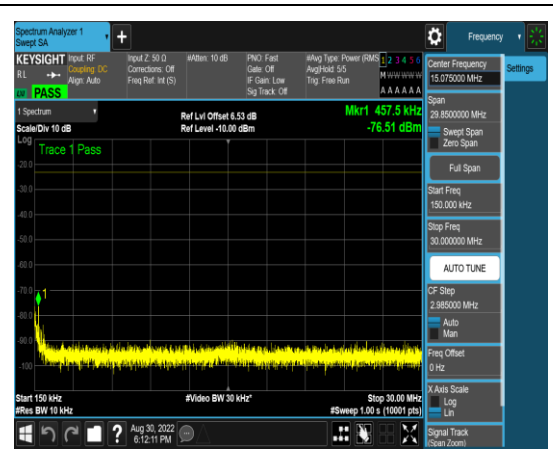 Spectrum Analyzer 1
Swept SA
Frequency
KEYSIGHT
RL
Input: RF
Coupling: DC
Align: Auto
Input Z: 50 Ω
Corrections: Off
Freq Ref: Int (S)
#Atten: 10 dB
PNO: Fast
Gate: Off
IF Gain: Low
Sig Track: Off
#Avg Type: Power (RMS
Avg|Hold: 5/5
Trig: Free Run
1 2 3 4 5 6
M W W W W W
A A A A A A
LM PASS
1 Spectrum
Scale/Div 10 dB
Ref Lvl Offset 6.53 dB
Ref Level -10.00 dBm
Mkr1 457.5 kHz
-76.51 dBm
Log
Trace 1 Pass
-20.0
-30.0
-40.0
-50.0
-60.0
-70.0
-80.0
-90.0
-100
1
Start 150 kHz
#Res BW 10 kHz
#Video BW 30 kHz*
Stop 30.00 MHz
#Sweep 1.00 s (10001 pts)
Aug 30, 2022
6:12:11 PM
Center Frequency
15.075000 MHz
Settings
Span
29.8500000 MHz
Swept Span
Zero Span
Full Span
Start Freq
150.000 kHz
Stop Freq
30.000000 MHz
AUTO TUNE
CF Step
2.985000 MHz
Auto
Man
Freq Offset
0 Hz
X Axis Scale
Log
Lin
Signal Track
(Span Zoom)